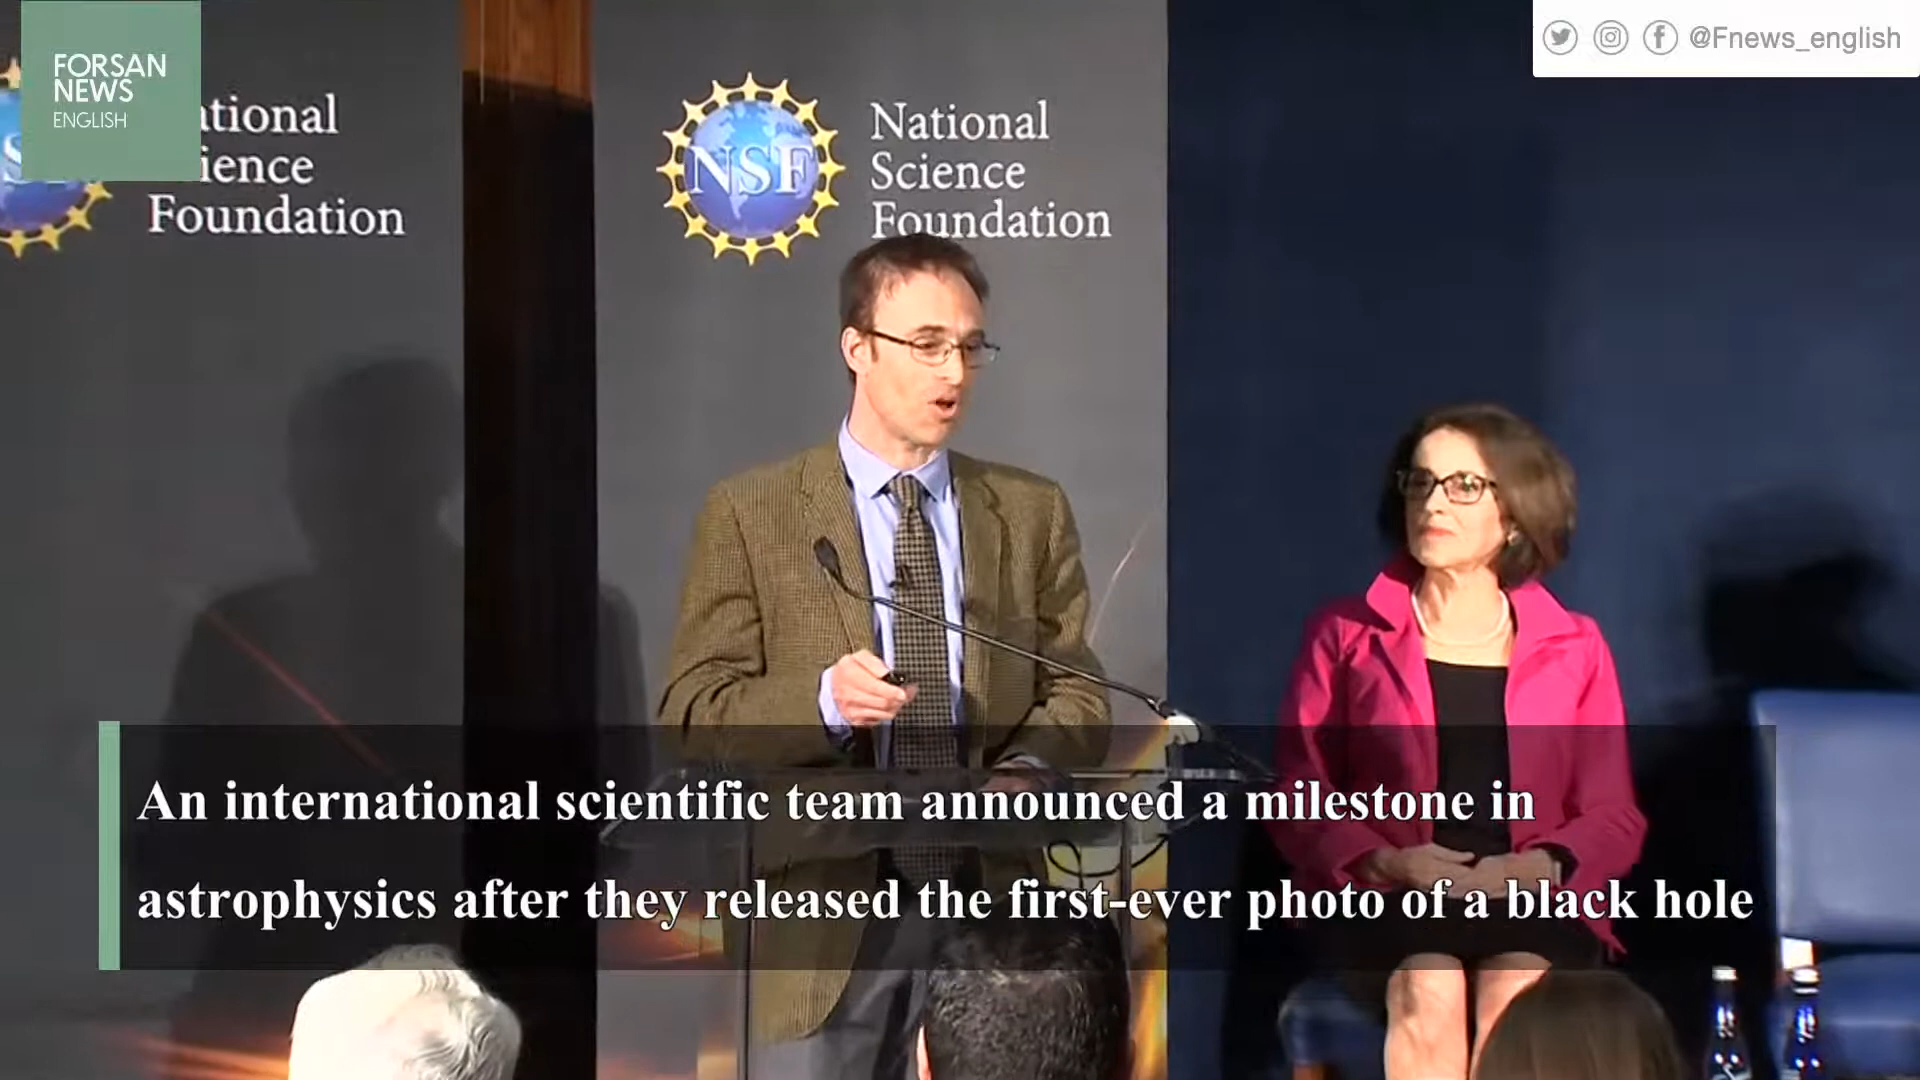 FORSAN
NEWS
ENGLISH
@Fnews_english
ational
ience
Foundation
NSF
National
Science
Foundation
An international scientific team announced a milestone in
astrophysics after they released the first-ever photo of a black hole